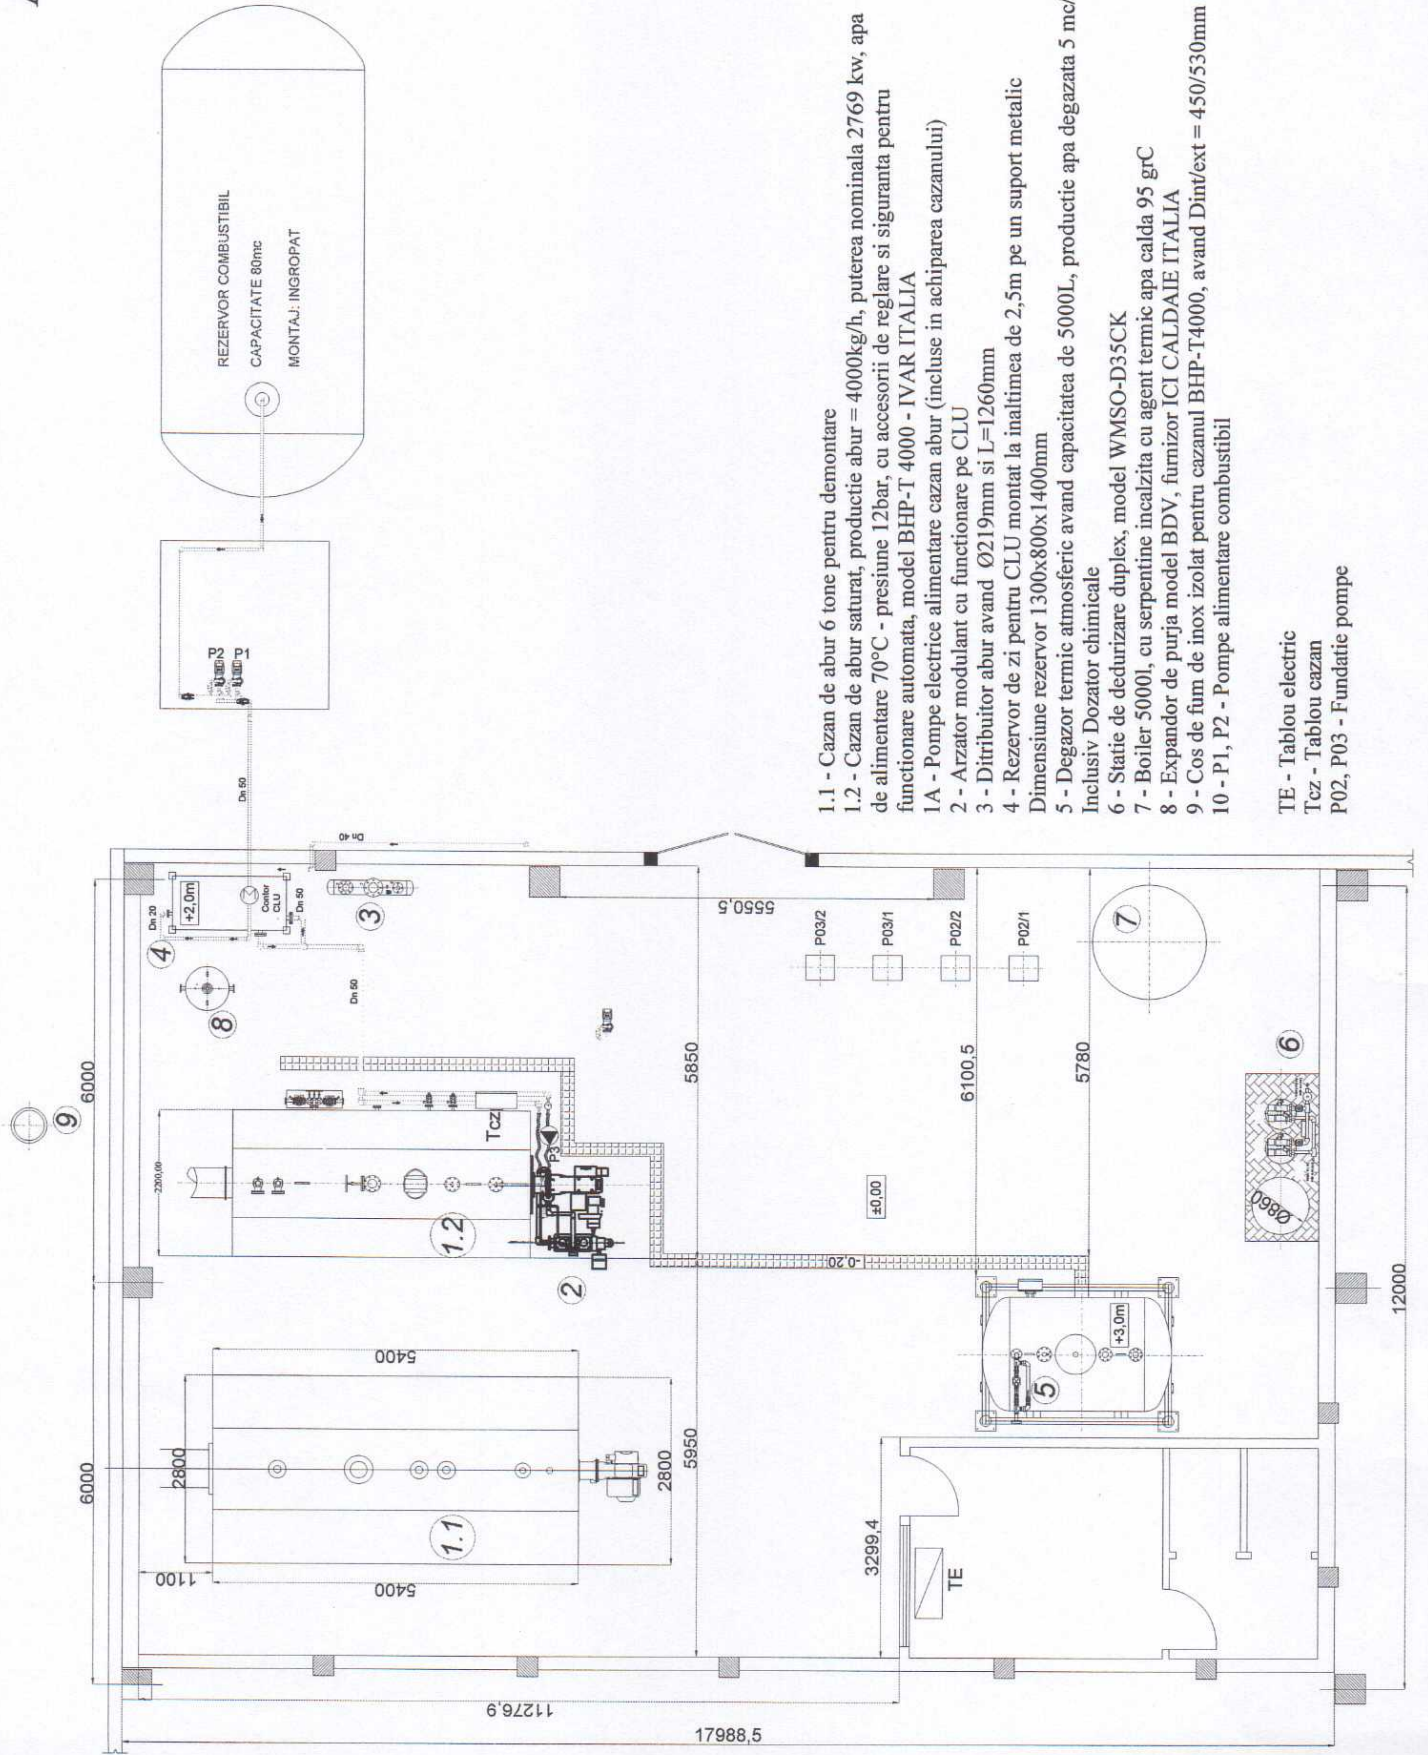 REZERVOR COMBUSTIBIL
CAPACITATE 80mc
MONTAJ: INGROPAT
P2
P1
Dn 50
Dn 40
Dn 20
+2,0m
Contor
CLU
Dn 50
4
3
8
Dn 50
9
6000
6000
2200,00
Tcz
P3
1.2
2
5400
2800
1.1
2800
5400
1100
5850
5950
5550,5
P03/2
P03/1
P02/2
P02/1
7
6100,5
5780
±0,00
-0,20
6
Ø860
+3,0m
5
3299,4
TE
11276,9
17988,5
12000
1.1 - Cazan de abur 6 tone pentru demontare
1.2 - Cazan de abur saturat, productie abur = 4000kg/h, puterea nominala 2769 kw, apa
de alimentare 70°C - presiune 12bar, cu accesorii de reglare si siguranta pentru
functionare automata, model BHP-T 4000 - IVAR ITALIA
1A - Pompe electrice alimentare cazan abur (incluse in achiparea cazanului)
2 - Arzator modulant cu functionare pe CLU
3 - Ditribuitor abur avand Ø219mm si L=1260mm
4 - Rezervor de zi pentru CLU montat la inaltimea de 2,5m pe un suport metalic
Dimensiune rezervor 1300x800x1400mm
5 - Degazor termic atmosferic avand capacitatea de 5000L, productie apa degazata 5 mc/
Inclusiv Dozator chimicale
6 - Statie de dedurizare duplex, model WMSO-D35CK
7 - Boiler 5000l, cu serpentine incalzita cu agent termic apa calda 95 grC
8 - Expandor de purja model BDV, furnizor ICI CALDAIE ITALIA
9 - Cos de fum de inox izolat pentru cazanul BHP-T4000, avand Dint/ext = 450/530mm
10 - P1, P2 - Pompe alimentare combustibil
TE - Tablou electric
Tcz - Tablou cazan
P02, P03 - Fundatie pompe